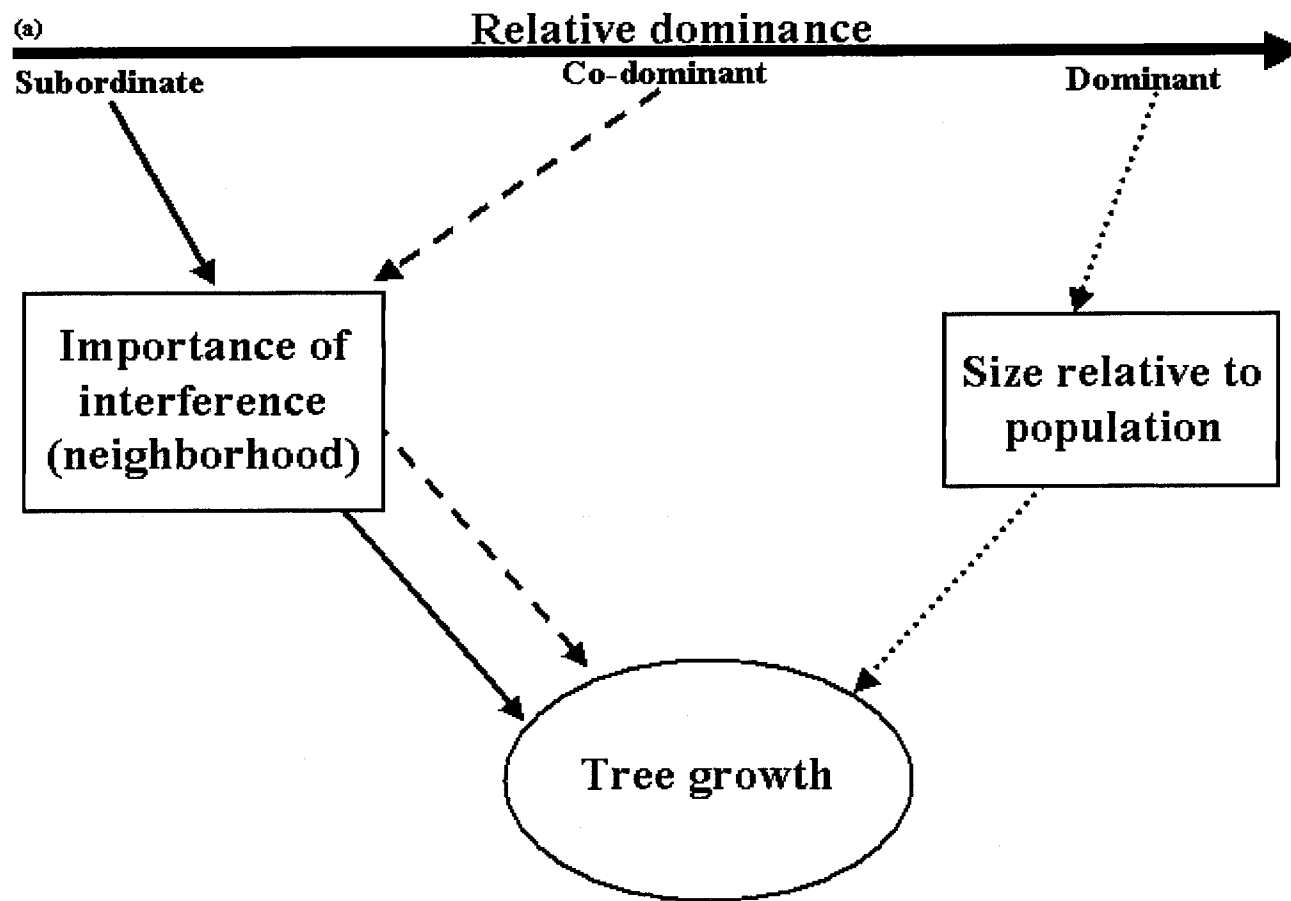 (a)
Relative dominance
Subordinate
Co-dominant
Dominant
Importance of
interference
(neighborhood)
Size relative to
population
Tree growth